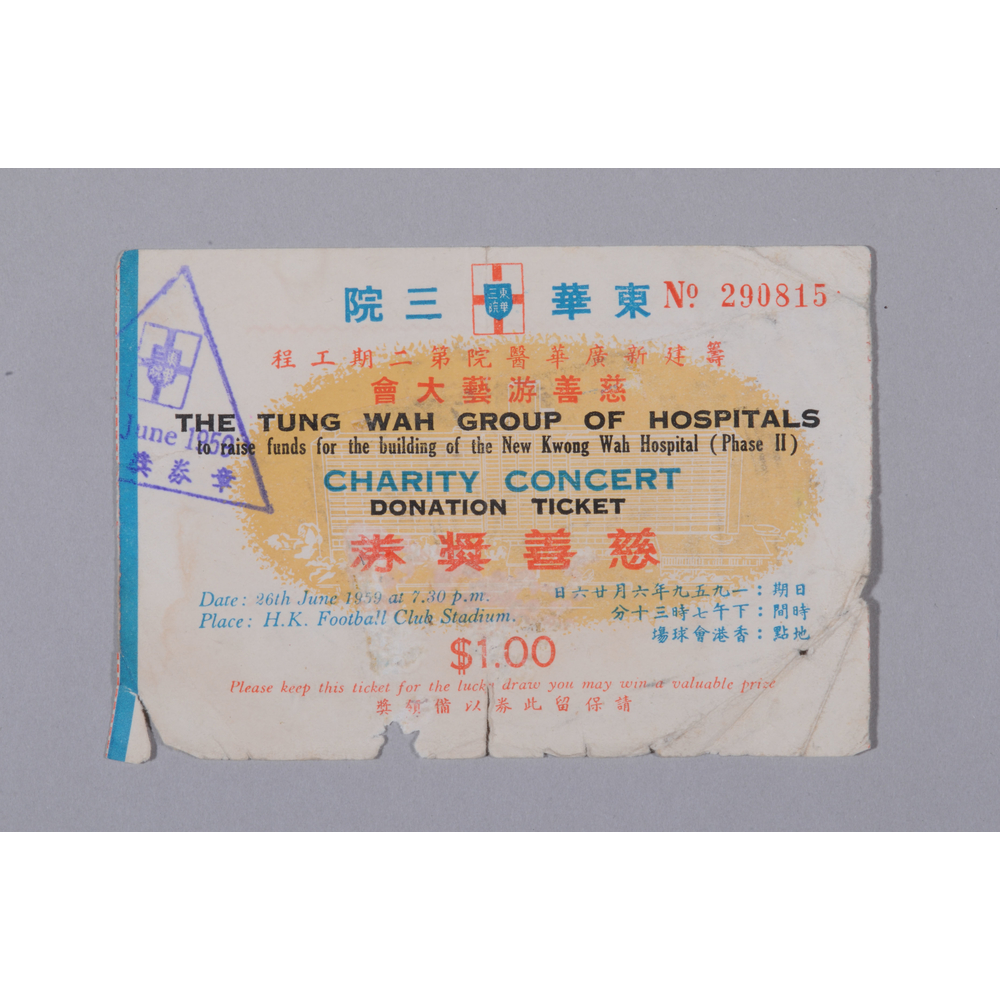 東華三院
東華三院
Nº 290815
籌建新廣華醫院第二期工程
慈善游藝大會
THE TUNG WAH GROUP OF HOSPITALS
to raise funds for the building of the New Kwong Wah Hospital (Phase II)
CHARITY CONCERT
DONATION TICKET
慈善獎券
Date: 26th June 1959 at 7.30 p.m.
Place: H.K. Football Club Stadium.
日期：一九五九年六月廿六日
時間：下午七時三十分
地點：香港會球場
$1.00
Please keep this ticket for the lucky draw you may win a valuable prize
請保留此券以備領獎
June 1959
獎券章